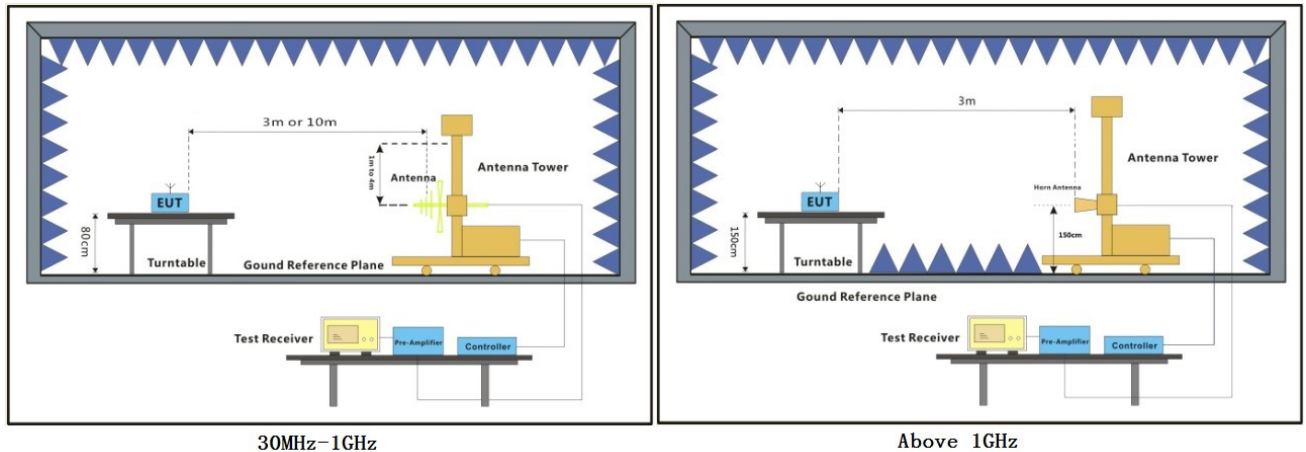 3m or 10m
1m to 4m
Antenna
Antenna Tower
EUT
80cm
Turntable
Gound Reference Plane
Test Receiver
Pre-Amplifier
Controller
30MHz-1GHz
3m
Antenna Tower
Horn Antenna
EUT
150cm
150cm
Turntable
Gound Reference Plane
Test Receiver
Pre-Amplifier
Controller
Above 1GHz